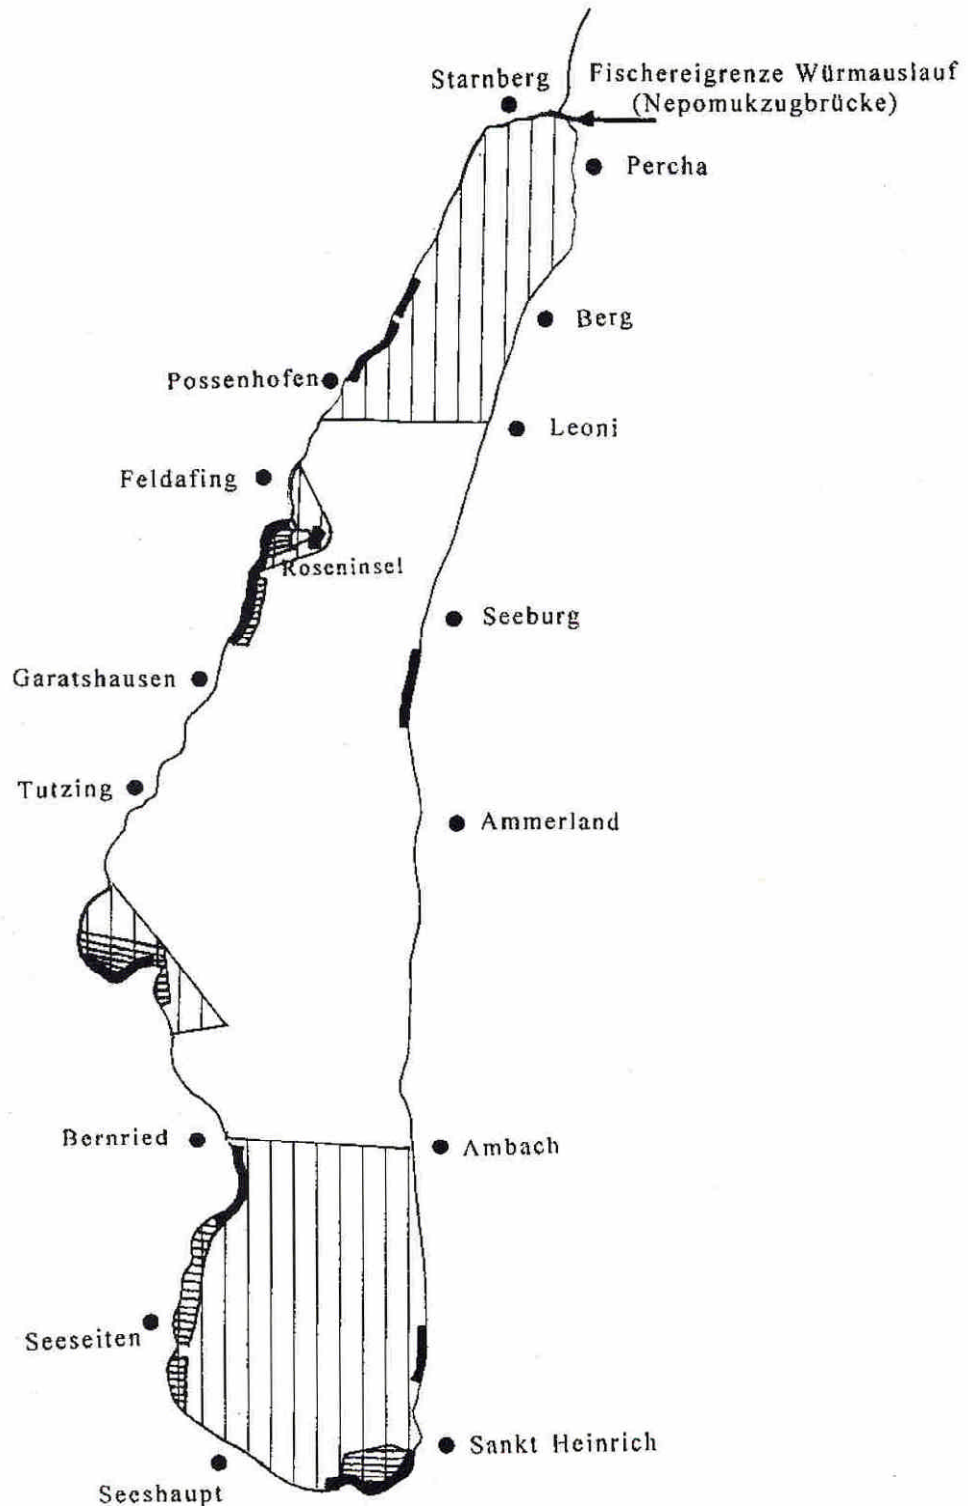 Starnberg
Fischereigrenze Würmauslauf
(Nepomukzugbrücke)
Percha
Berg
Possenhofen
Leoni
Feldafing
Roseninsel
Seeburg
Garatshausen
Tutzing
Ammerland
Bernried
Ambach
Seeseiten
Sankt Heinrich
Seeshaupt